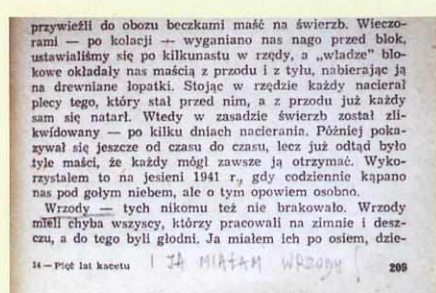 przywieźli do obozu beczkami maść na świerzb. Wieczo-
rami — po kolacji — wyganiano nas nago przed blok,
ustawialiśmy się po kilkunastu w rzędy, a „władze" blo-
kowe okładały nas maścią z przodu i z tyłu, nabierając ją
na drewniane łopatki. Stojąc w rzędzie każdy nacierał
plecy tego, który stał przed nim, a z przodu już każdy
sam się natarł. Wtedy w zasadzie świerzb został zli-
kwidowany — po kilku dniach nacierania. Później poka-
zywał się jeszcze od czasu do czasu, lecz już odtąd było
tyle maści, że każdy mógł zawsze ją otrzymać. Wyko-
rzystałem to na jesieni 1941 r., gdy codziennie kąpano
nas pod gołym niebem, ale o tym opowiem osobno.
Wrzody — tych nikomu też nie brakowało. Wrzody
mieli chyba wszyscy, którzy pracowali na zimnie i desz-
czu, a do tego byli głodni. Ja miałem ich po osiem, dzie-
14 — Pięć lat kacetu I JA MIAŁAM WRZODY! 209